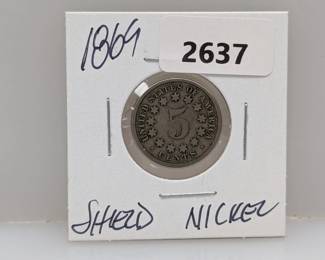 1869
2637
UNITED STATES OF AMERICA
5
CENTS
SHIELD NICKEL